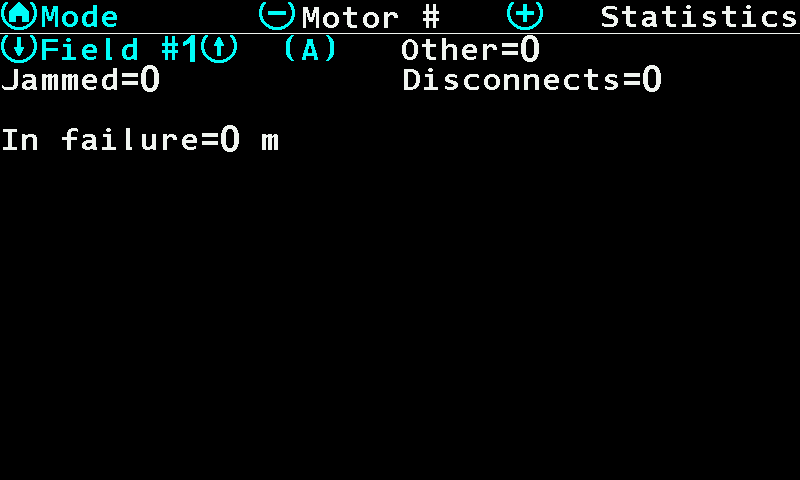 Mode Motor # Statistics
Field #1 (A) Other=0
Jammed=0 Disconnects=0
In failure=0 m